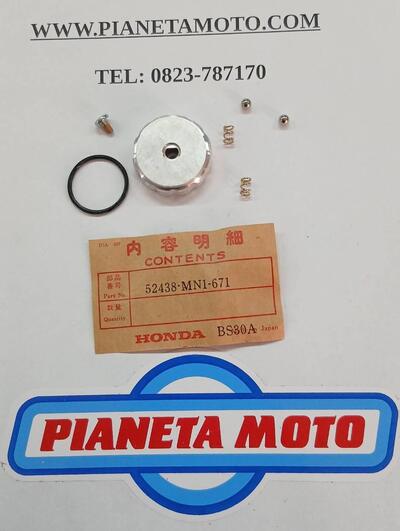 WWW.PIANETAMOTO.COM
TEL: 0823-787170
内容明細
CONTENTS
部品
番号
Part No.
52438-MN1-671
数量
Quantity
HONDA BS30A Japan
PIANETA MOTO